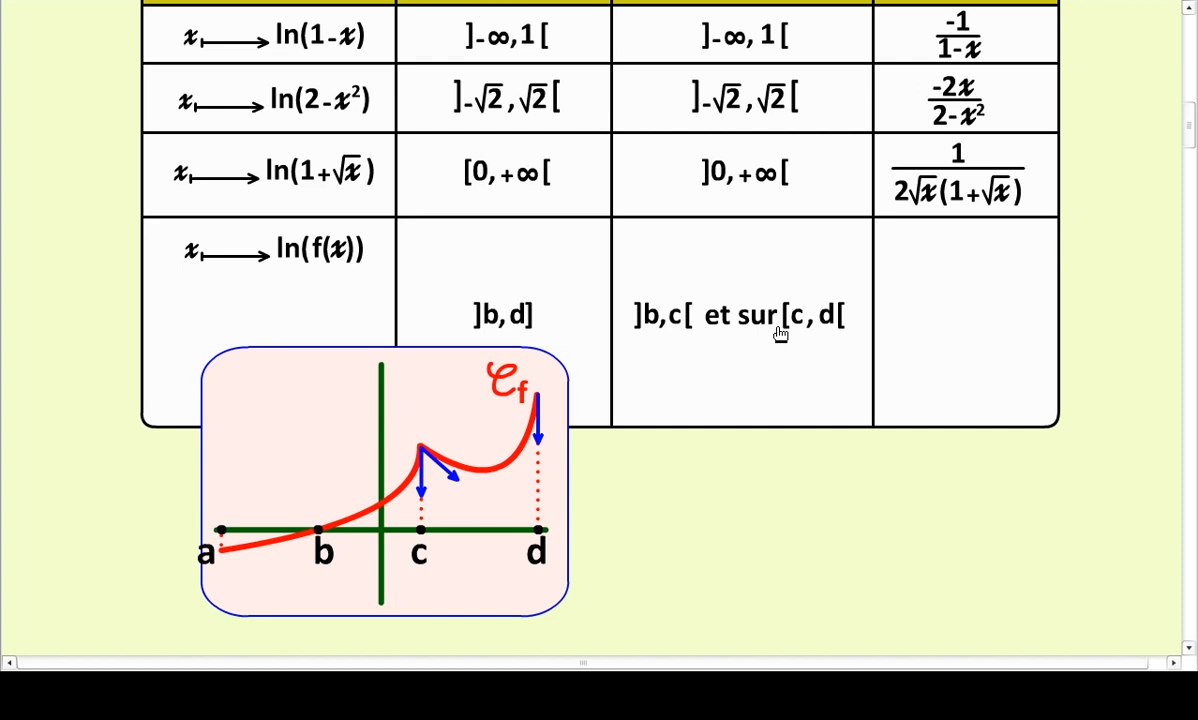 x ⟼ ln(1-x) ]-∞,1[ ]-∞,1[ -1/1-x
x ⟼ ln(2-x²) ]-√2,√2[ ]-√2,√2[ -2x/2-x²
x ⟼ ln(1+√x) [0,+∞[ ]0,+∞[ 1/2√x(1+√x)
x ⟼ ln(f(x))
]b,d] ]b,c[ et sur[c,d[
𝒞f
a b c d